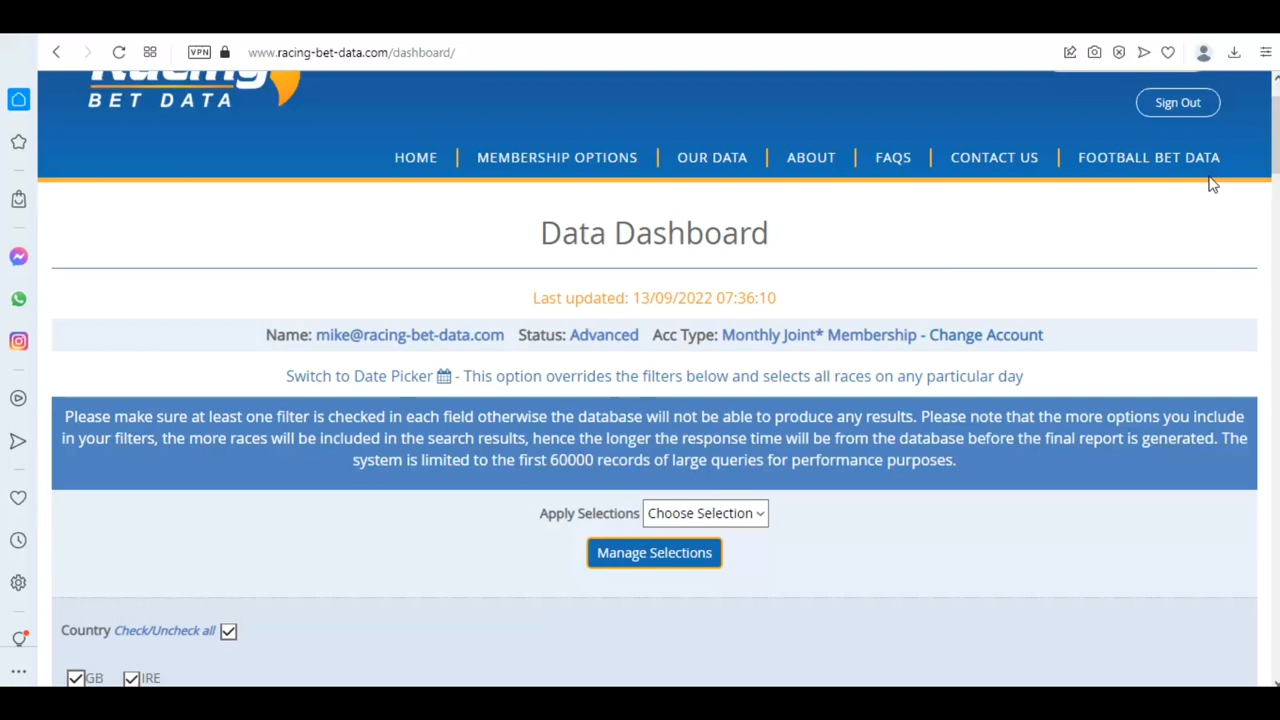 VPN
www.racing-bet-data.com/dashboard/
Racing
BET DATA
Sign Out
HOME
MEMBERSHIP OPTIONS
OUR DATA
ABOUT
FAQS
CONTACT US
FOOTBALL BET DATA
Data Dashboard
Last updated: 13/09/2022 07:36:10
Name: mike@racing-bet-data.com Status: Advanced Acc Type: Monthly Joint* Membership - Change Account
Switch to Date Picker - This option overrides the filters below and selects all races on any particular day
Please make sure at least one filter is checked in each field otherwise the database will not be able to produce any results. Please note that the more options you include
in your filters, the more races will be included in the search results, hence the longer the response time will be from the database before the final report is generated. The
system is limited to the first 60000 records of large queries for performance purposes.
Apply Selections Choose Selection
Manage Selections
Country Check/Uncheck all
GB IRE